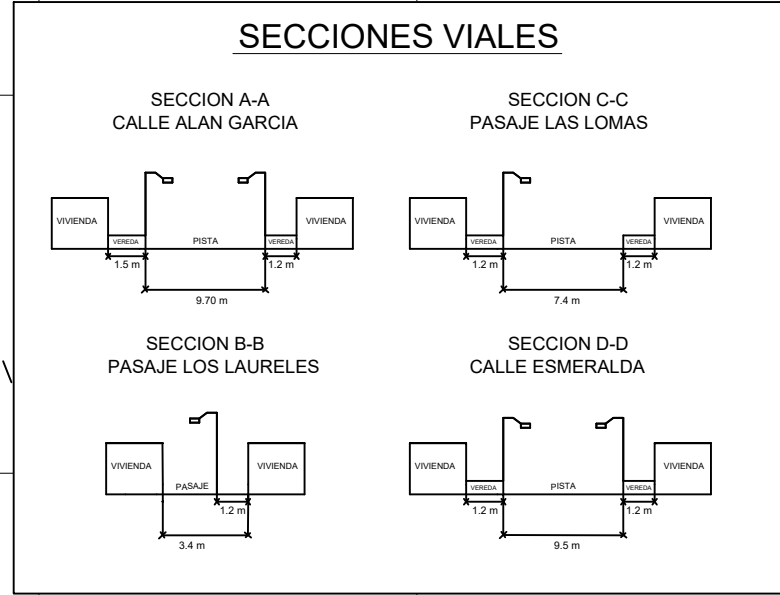 SECCIONES VIALES
SECCION A-A
CALLE ALAN GARCIA
VIVIENDA
VEREDA
PISTA
VEREDA
VIVIENDA
1.5 m
1.2 m
9.70 m
SECCION C-C
PASAJE LAS LOMAS
VIVIENDA
VEREDA
PISTA
VEREDA
VIVIENDA
1.2 m
1.2 m
7.4 m
SECCION B-B
PASAJE LOS LAURELES
VIVIENDA
PASAJE
VIVIENDA
1.2 m
3.4 m
SECCION D-D
CALLE ESMERALDA
VIVIENDA
VEREDA
PISTA
VEREDA
VIVIENDA
1.2 m
1.2 m
9.5 m